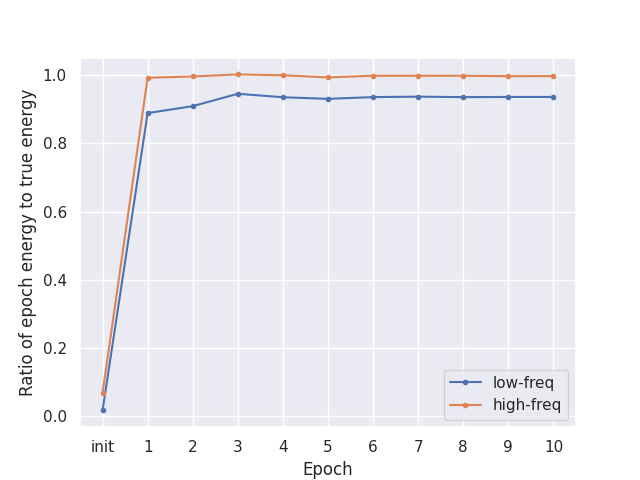 Ratio of epoch energy to true energy
1.0
0.8
0.6
0.4
0.2
0.0
init 1 2 3 4 5 6 7 8 9 10
Epoch
low-freq
high-freq